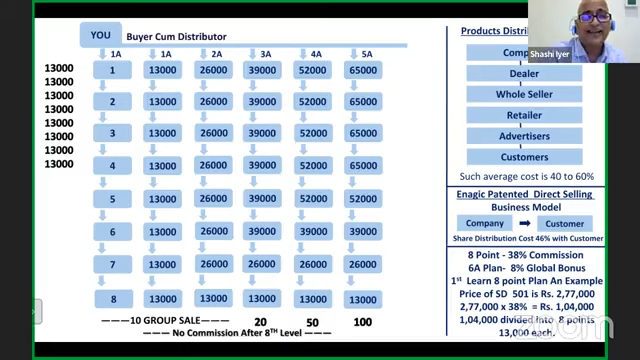 YOU Buyer Cum Distributor
1A 1A 2A 3A 4A 5A
13000 1 13000 26000 39000 52000 65000
13000
13000 2 13000 26000 39000 52000 65000
13000
13000 3 13000 26000 39000 52000 65000
13000
13000
13000 4 13000 26000 39000 52000 65000
5 13000 26000 39000 52000 52000
6 13000 26000 39000 39000 39000
7 13000 26000 26000 26000 26000
8 13000 13000 13000 13000 13000
——10 GROUP SALE—— 20 50 100
——No Commission After 8TH Level——
Products Distri
Comp
Dealer
Whole Seller
Retailer
Advertisers
Customers
Such average cost is 40 to 60%
Enagic Patented Direct Selling
Business Model
Company Customer
Share Distribution Cost 46% with Customer
8 Point - 38% Commission
6A Plan- 8% Global Bonus
1st Learn 8 point Plan An Example
Price of SD 501 is Rs. 2,77,000
2,77,000 x 38% = Rs. 1,04,000
1,04,000 divided into 8 points
13,000 each.
Shashi Iyer
zoom